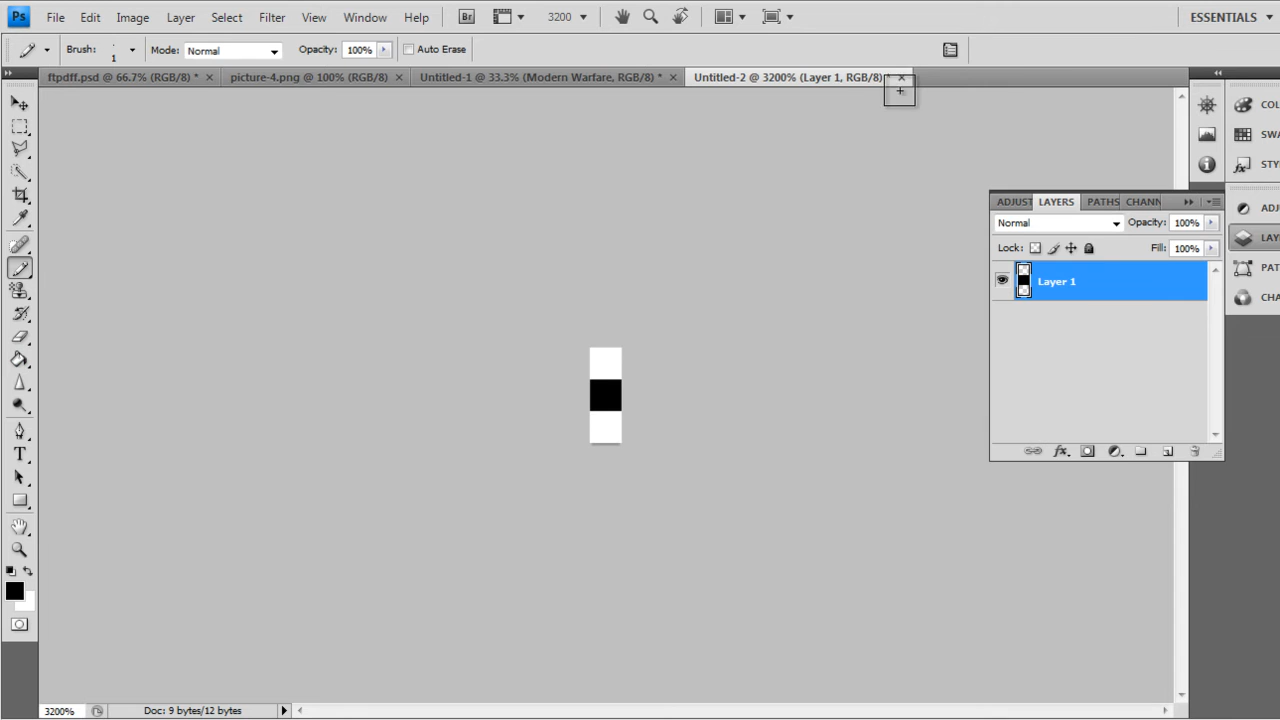 Ps File Edit Image Layer Select Filter View Window Help Br 3200 ESSENTIALS
Brush: 1 Mode: Normal Opacity: 100% Auto Erase
ftpdff.psd @ 66.7% (RGB/8) * picture-4.png @ 100% (RGB/8) Untitled-1 @ 33.3% (Modern Warfare, RGB/8) * Untitled-2 @ 3200% (Layer 1, RGB/8) *
COL
SWA
STY
ADJUST LAYERS PATHS CHANN
ADJ
Normal Opacity: 100%
LAY
Lock: Fill: 100%
PAT
Layer 1
CHA
T
3200% Doc: 9 bytes/12 bytes